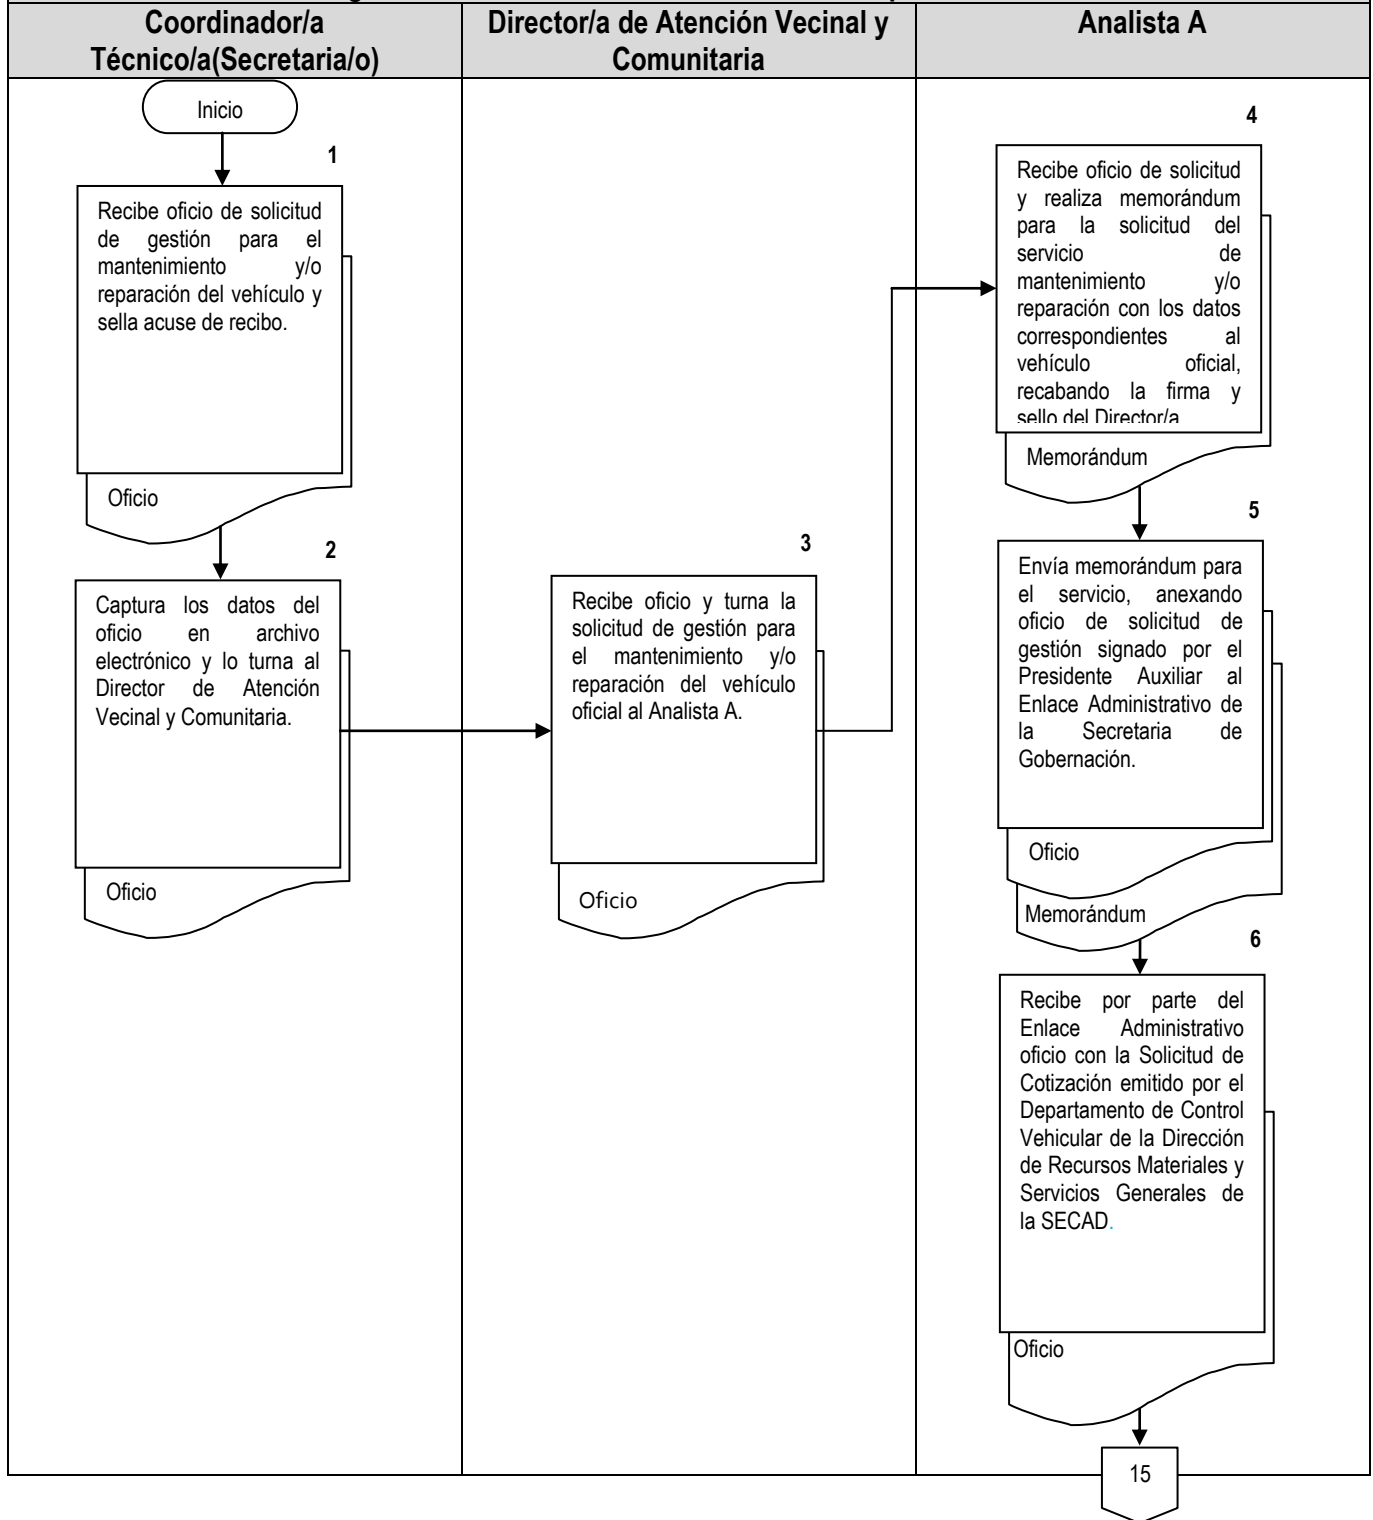 Coordinador/a
Técnico/a(Secretaria/o)
Director/a de Atención Vecinal y
Comunitaria
Analista A
Inicio
1
Recibe oficio de solicitud
de gestión para el
mantenimiento y/o
reparación del vehículo y
sella acuse de recibo.
Oficio
2
Captura los datos del
oficio en archivo
electrónico y lo turna al
Director de Atención
Vecinal y Comunitaria.
Oficio
3
Recibe oficio y turna la
solicitud de gestión para
el mantenimiento y/o
reparación del vehículo
oficial al Analista A.
Oficio
4
Recibe oficio de solicitud
y realiza memorándum
para la solicitud del
servicio de
mantenimiento y/o
reparación con los datos
correspondientes al
vehículo oficial,
recabando la firma y
sello del Director/a
Memorándum
5
Envía memorándum para
el servicio, anexando
oficio de solicitud de
gestión signado por el
Presidente Auxiliar al
Enlace Administrativo de
la Secretaria de
Gobernación.
Oficio
Memorándum
6
Recibe por parte del
Enlace Administrativo
oficio con la Solicitud de
Cotización emitido por el
Departamento de Control
Vehicular de la Dirección
de Recursos Materiales y
Servicios Generales de
la SECAD.
Oficio
15